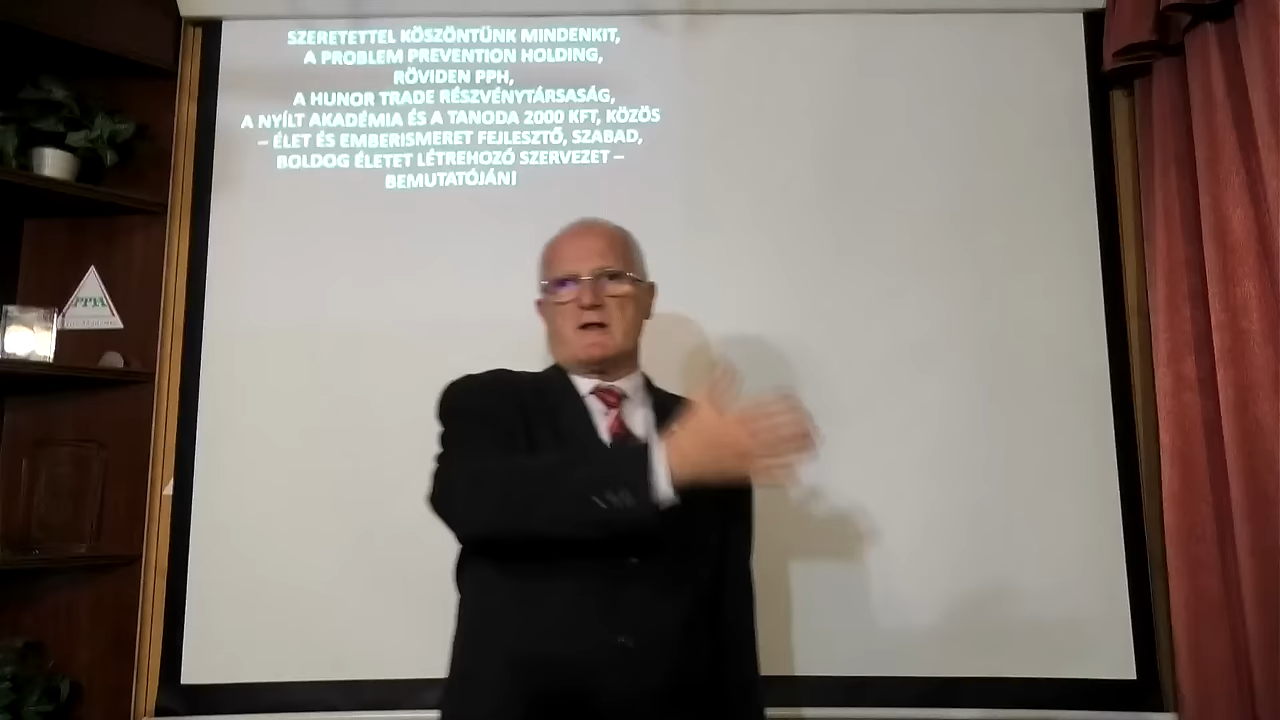 SZERETETTEL KÖSZÖNTÜNK MINDENKIT,
A PROBLEM PREVENTION HOLDING,
RÖVIDEN PPH,
A HUNOR TRADE RÉSZVÉNYTÁRSASÁG,
A NYÍLT AKADÉMIA ÉS A TANODA 2000 KFT, KÖZÖS
– ÉLET ÉS EMBERISMERET FEJLESZTŐ, SZABAD,
BOLDOG ÉLETET LÉTREHOZÓ SZERVEZET –
BEMUTATÓJÁN!